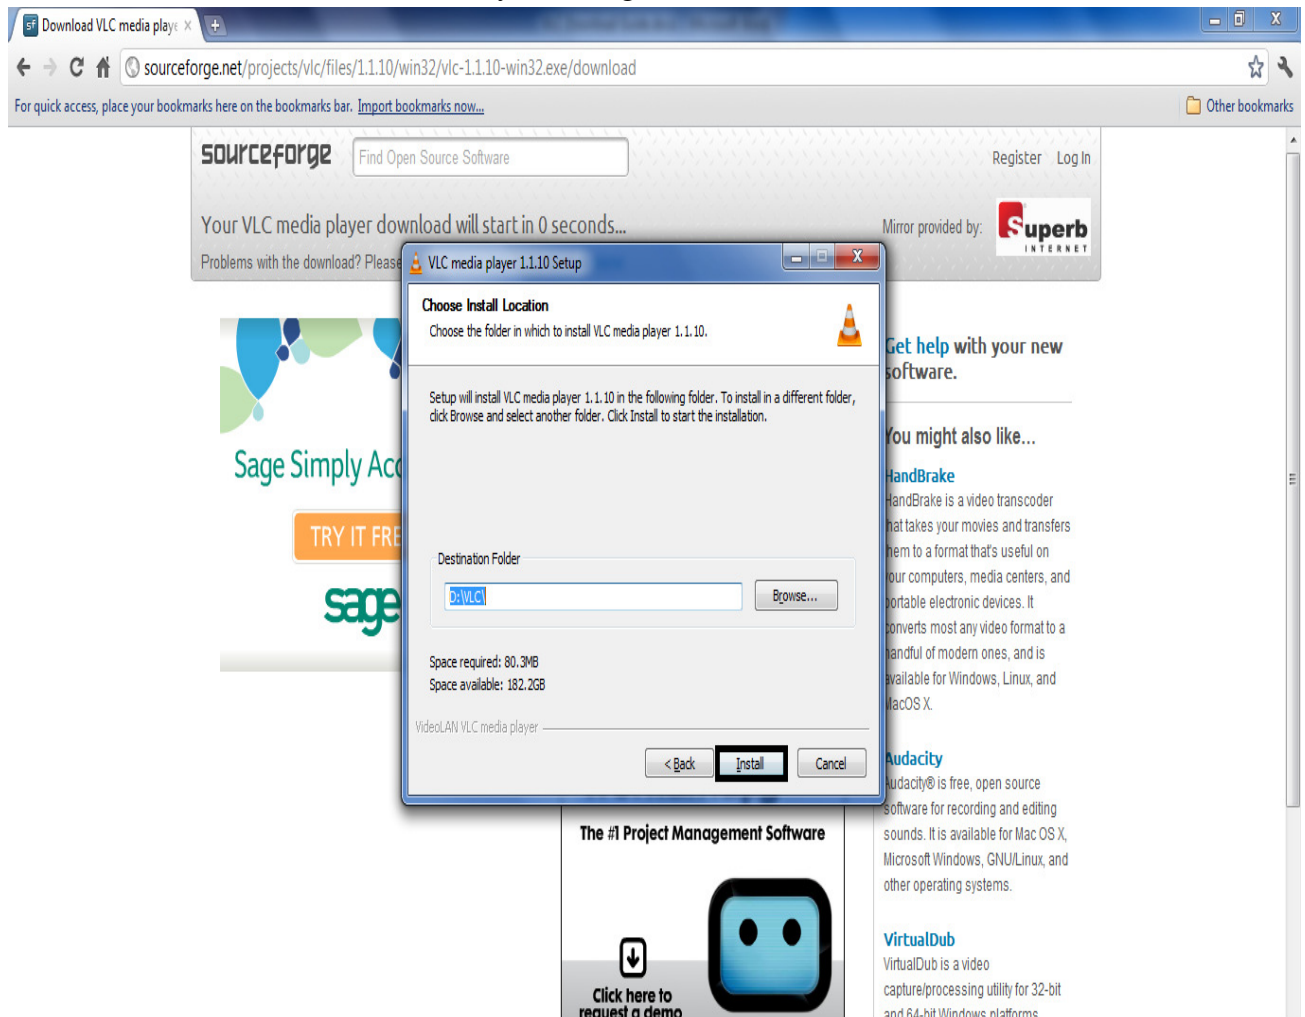 Download VLC media playe
sourceforge.net/projects/vlc/files/1.1.10/win32/vlc-1.1.10-win32.exe/download
For quick access, place your bookmarks here on the bookmarks bar. Import bookmarks now...
Other bookmarks
sourceforge
Find Open Source Software
Register Log In
Your VLC media player download will start in 0 seconds...
Mirror provided by:
Superb
INTERNET
Problems with the download? Please
VLC media player 1.1.10 Setup
Choose Install Location
Choose the folder in which to install VLC media player 1.1.10.
Setup will install VLC media player 1.1.10 in the following folder. To install in a different folder,
click Browse and select another folder. Click Install to start the installation.
Destination Folder
D:\VLC\
Browse...
Space required: 80.3MB
Space available: 182.2GB
VideoLAN VLC media player
< Back
Install
Cancel
Sage Simply Acc
TRY IT FRE
sage
Get help with your new
software.
You might also like...
HandBrake
HandBrake is a video transcoder
that takes your movies and transfers
them to a format that's useful on
your computers, media centers, and
portable electronic devices. It
converts most any video format to a
handful of modern ones, and is
available for Windows, Linux, and
MacOS X.
Audacity
Audacity® is free, open source
software for recording and editing
sounds. It is available for Mac OS X,
Microsoft Windows, GNU/Linux, and
other operating systems.
VirtualDub
VirtualDub is a video
capture/processing utility for 32-bit
and 64-bit Windows platforms
The #1 Project Management Software
Click here to
request a demo